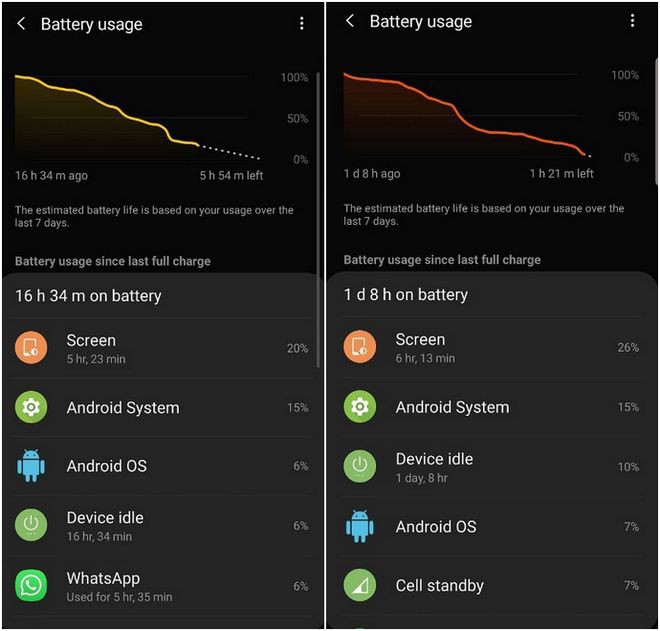 Battery usage
100%
50%
0%
16 h 34 m ago
5 h 54 m left
The estimated battery life is based on your usage over the
last 7 days.
Battery usage since last full charge
16 h 34 m on battery
Screen
20%
5 hr, 23 min
Android System
15%
Android OS
6%
Device idle
6%
16 hr, 34 min
WhatsApp
6%
Used for 5 hr, 35 min
Battery usage
100%
50%
0%
1 d 8 h ago
1 h 21 m left
The estimated battery life is based on your usage over the
last 7 days.
Battery usage since last full charge
1 d 8 h on battery
Screen
26%
6 hr, 13 min
Android System
15%
Device idle
10%
1 day, 8 hr
Android OS
7%
Cell standby
7%